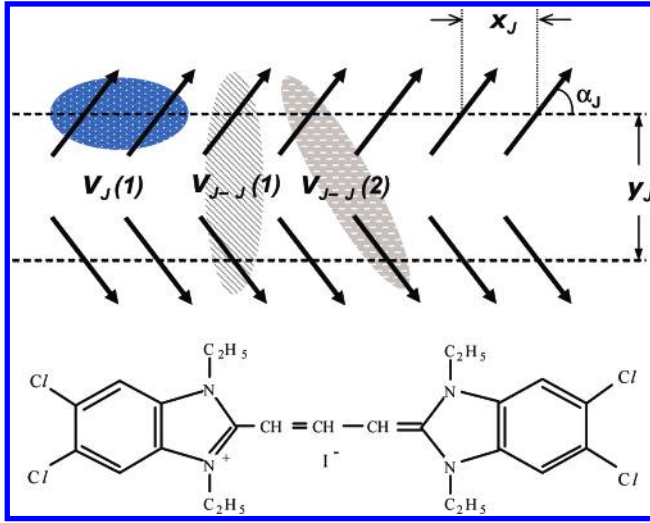 x_J
α_J
V_J(1) V_J-J(1) V_J-J(2) y_J
C₂H₅ C₂H₅
Cl N N Cl
CH = CH — CH =
Cl N + I⁻ N Cl
C₂H₅ C₂H₅